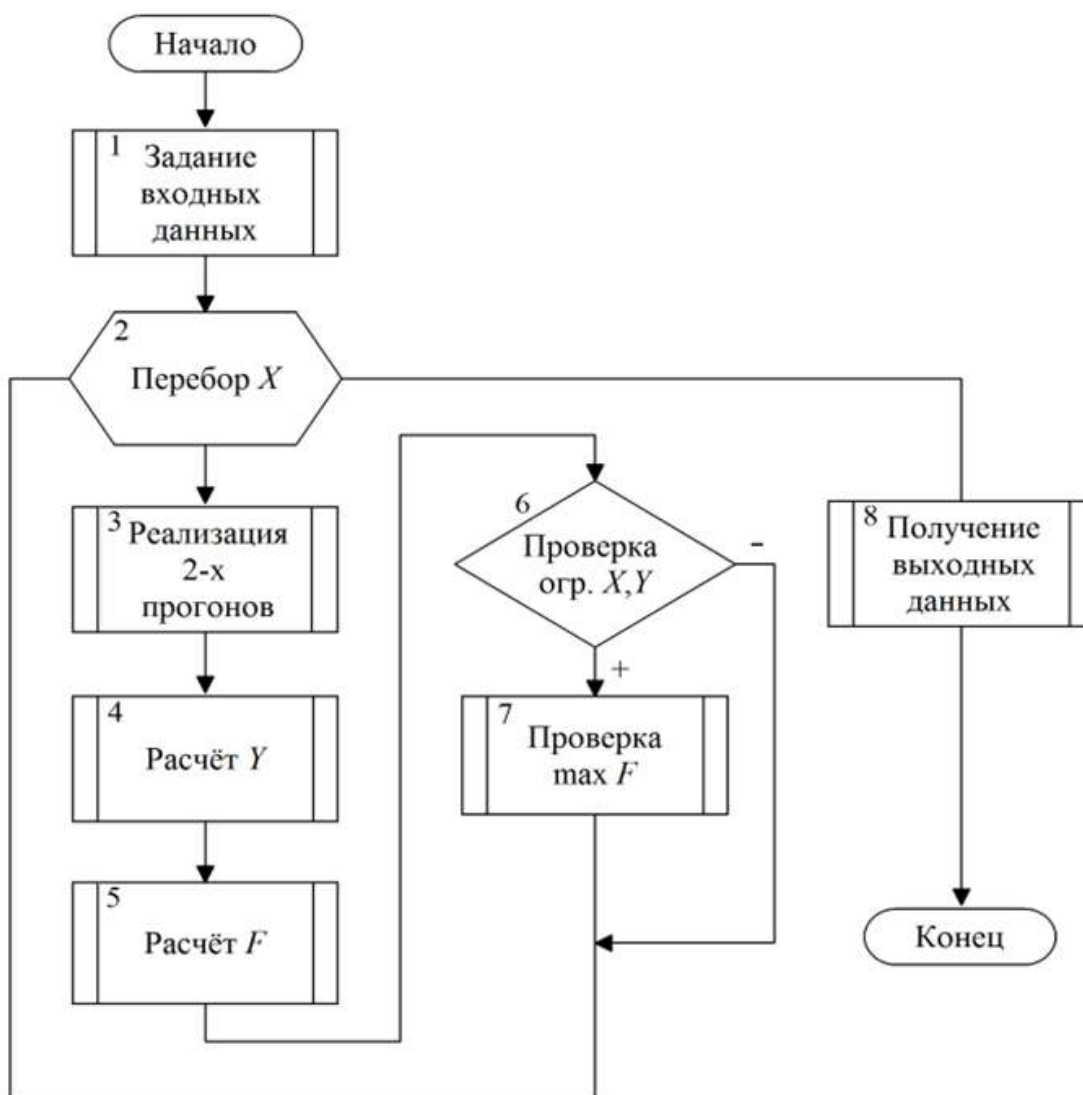 Начало
1
Задание
входных
данных
2
Перебор X
3
Реализация
2-х
прогонов
4
Расчёт Y
5
Расчёт F
6
Проверка
огр. X,Y
-
+
7
Проверка
max F
8
Получение
выходных
данных
Конец